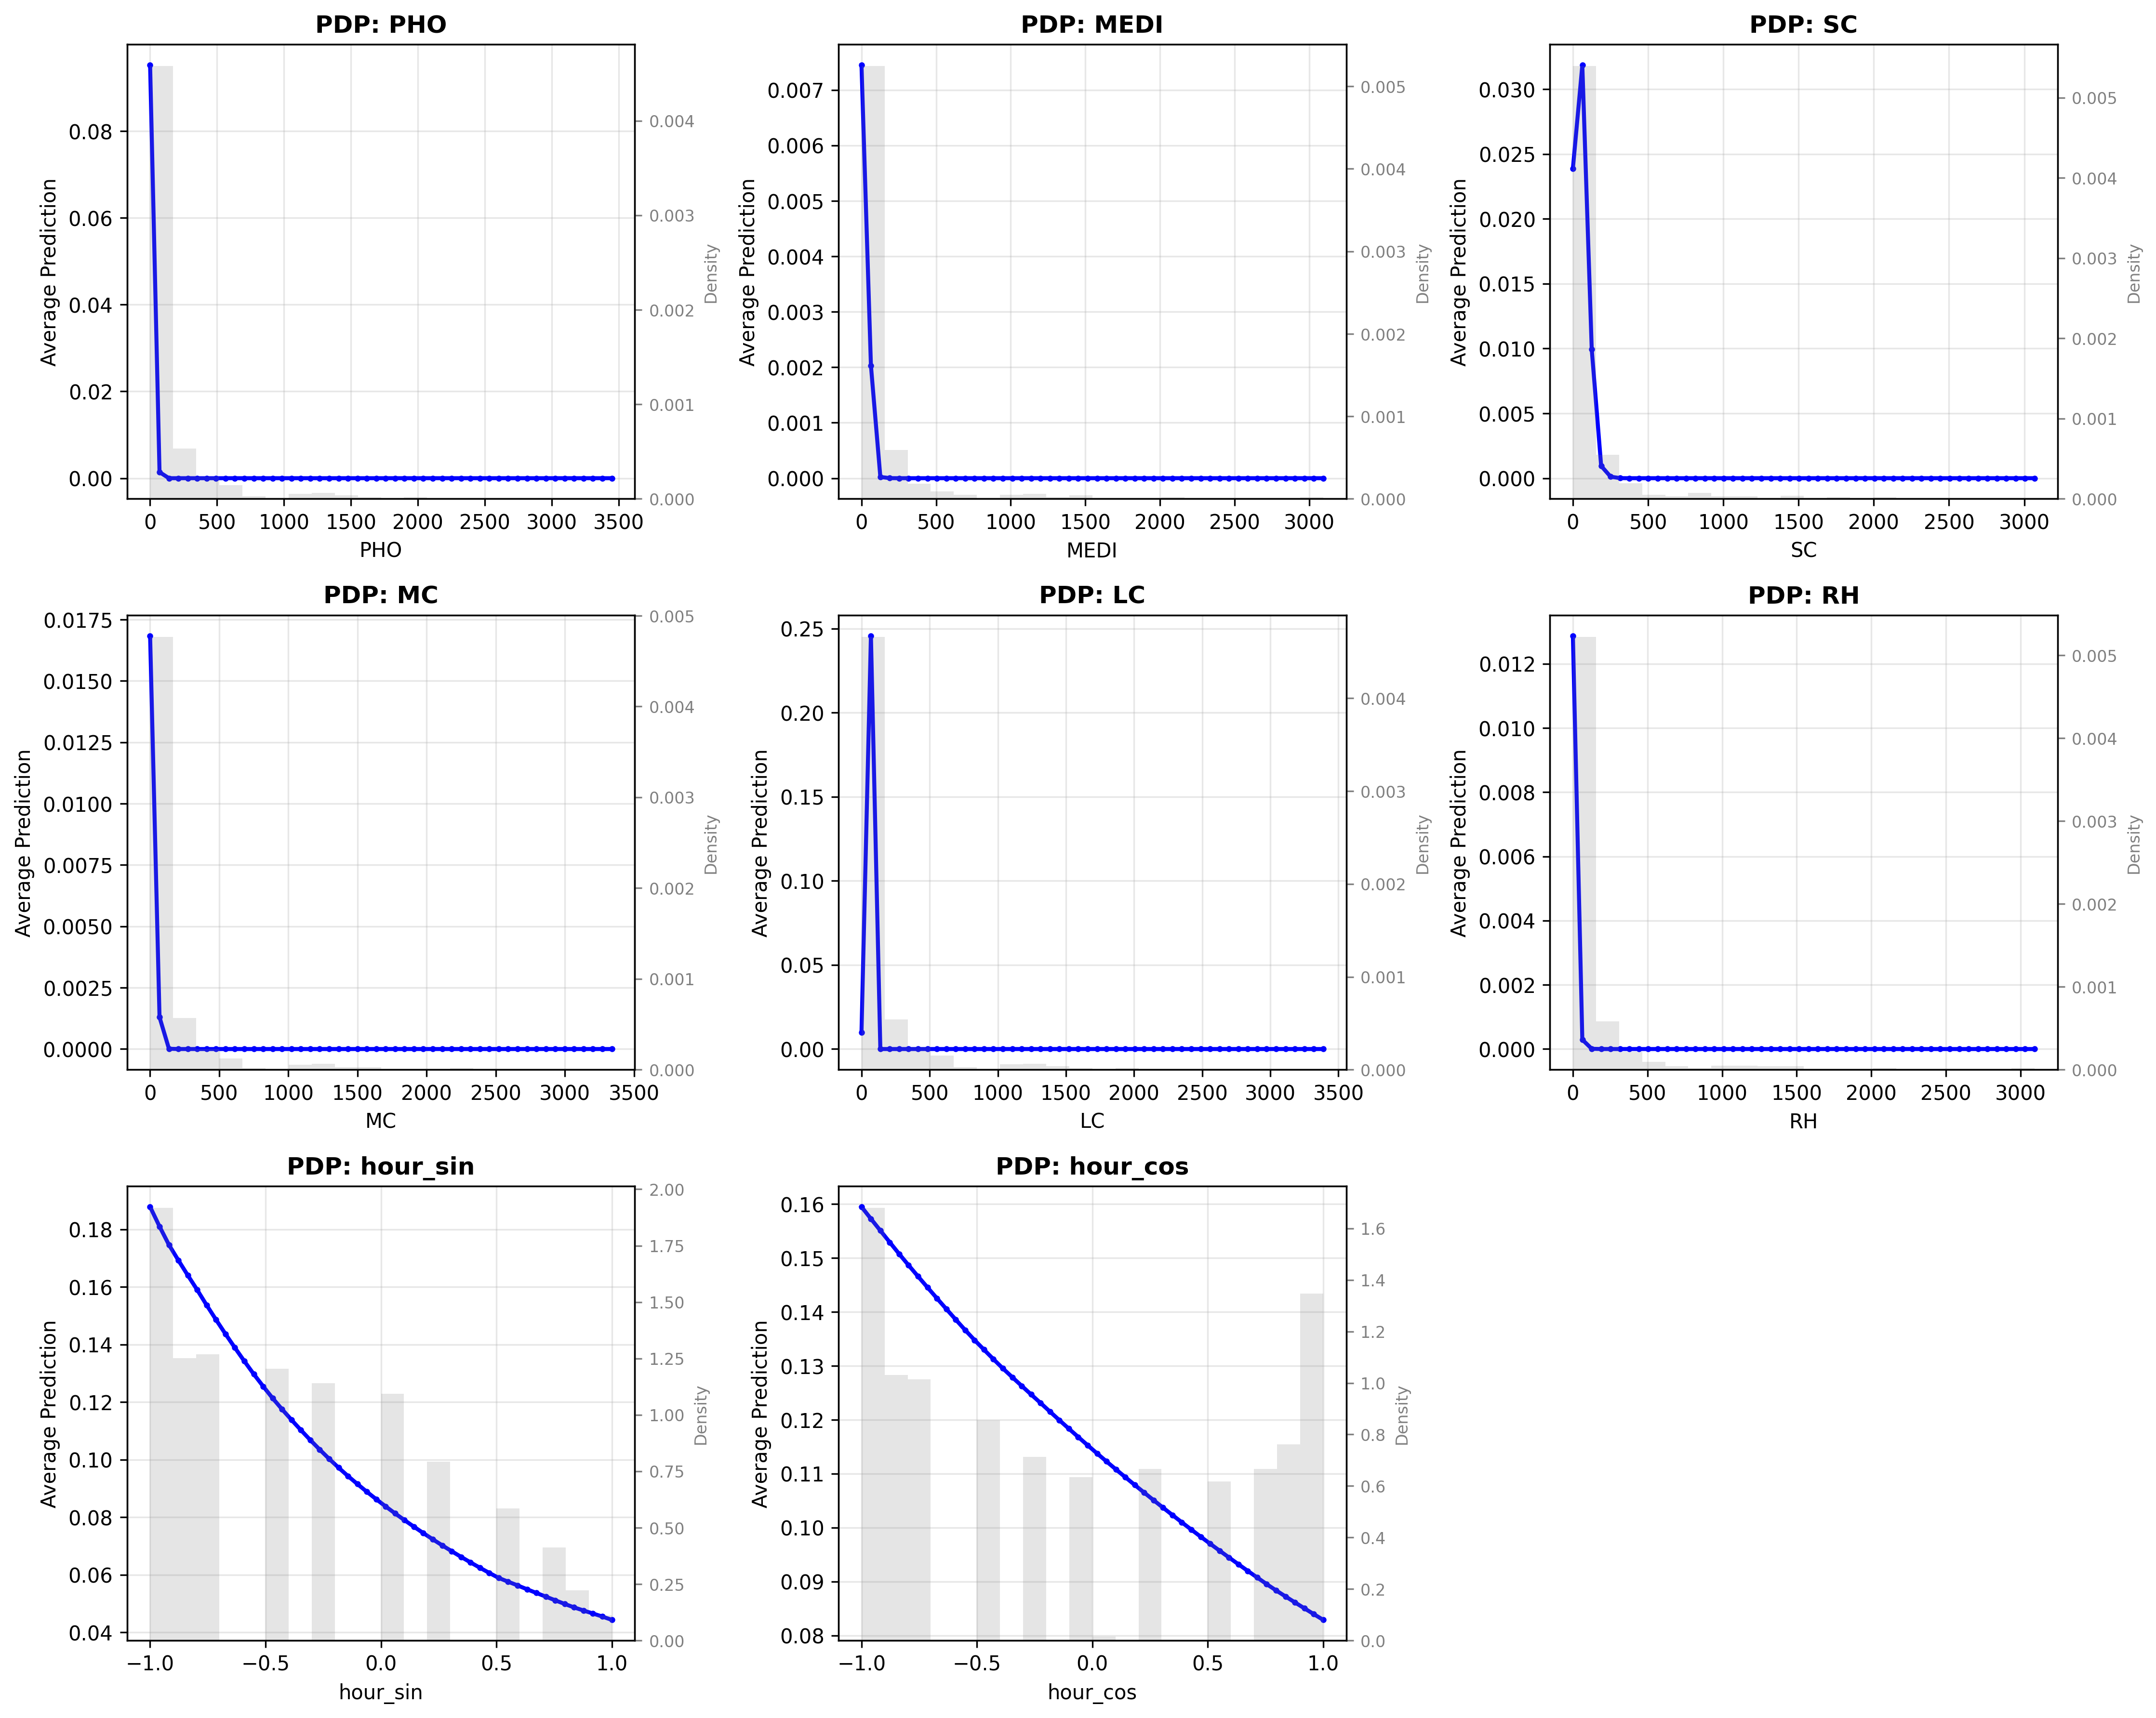 PDP: PHO
Average Prediction
0.08
0.06
0.04
0.02
0.00
0.004
0.003
0.002
0.001
0.000
Density
0 500 1000 1500 2000 2500 3000 3500
PHO
PDP: MEDI
Average Prediction
0.007
0.006
0.005
0.004
0.003
0.002
0.001
0.000
0.005
0.004
0.003
0.002
0.001
0.000
Density
0 500 1000 1500 2000 2500 3000
MEDI
PDP: SC
Average Prediction
0.030
0.025
0.020
0.015
0.010
0.005
0.000
0.005
0.004
0.003
0.002
0.001
0.000
Density
0 500 1000 1500 2000 2500 3000
SC
PDP: MC
Average Prediction
0.0175
0.0150
0.0125
0.0100
0.0075
0.0050
0.0025
0.0000
0.005
0.004
0.003
0.002
0.001
0.000
Density
0 500 1000 1500 2000 2500 3000 3500
MC
PDP: LC
Average Prediction
0.25
0.20
0.15
0.10
0.05
0.00
0.004
0.003
0.002
0.001
0.000
Density
0 500 1000 1500 2000 2500 3000 3500
LC
PDP: RH
Average Prediction
0.012
0.010
0.008
0.006
0.004
0.002
0.000
0.005
0.004
0.003
0.002
0.001
0.000
Density
0 500 1000 1500 2000 2500 3000
RH
PDP: hour_sin
Average Prediction
0.18
0.16
0.14
0.12
0.10
0.08
0.06
0.04
2.00
1.75
1.50
1.25
1.00
0.75
0.50
0.25
0.00
Density
−1.0 −0.5 0.0 0.5 1.0
hour_sin
PDP: hour_cos
Average Prediction
0.16
0.15
0.14
0.13
0.12
0.11
0.10
0.09
0.08
1.6
1.4
1.2
1.0
0.8
0.6
0.4
0.2
0.0
Density
−1.0 −0.5 0.0 0.5 1.0
hour_cos